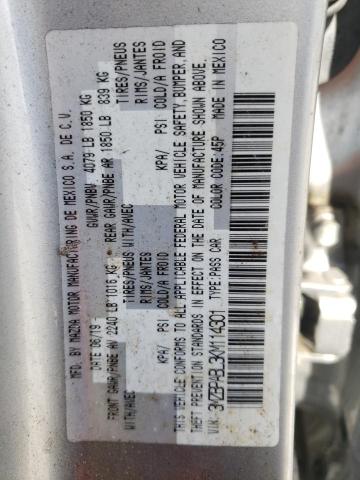 MFD. BY MAZDA MOTOR MANUFACTURING DE MEXICO S.A. DE C.V.
DATE 06/19 GVWR/PNBV 4079 LB 1850 KG
FRONT GAWR/PNBE AV 2240 LB 1016 KG REAR GAWR/PNBE AR 1850 LB 839 KG
WITH/AVEC TIRES/PNEUS WITH/AVEC TIRES/PNEUS
RIMS/JANTES RIMS/JANTES
KPA/ PSI COLD/A FROID KPA/ PSI COLD/A FROID
THIS VEHICLE CONFORMS TO ALL APPLICABLE FEDERAL MOTOR VEHICLE SAFETY, BUMPER, AND
THEFT PREVENTION STANDARDS IN EFFECT ON THE DATE OF MANUFACTURE SHOWN ABOVE.
VIN: 3MZBPABL3KM114301 TYPE:PASS CAR COLOR CODE:45P MADE IN MEXICO